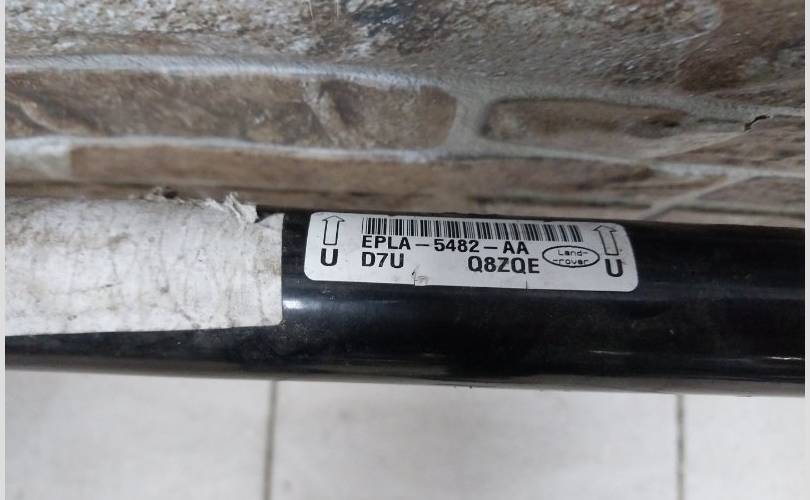 EPLA-5482-AA
U D7U Q8ZQE Land-
-rover U